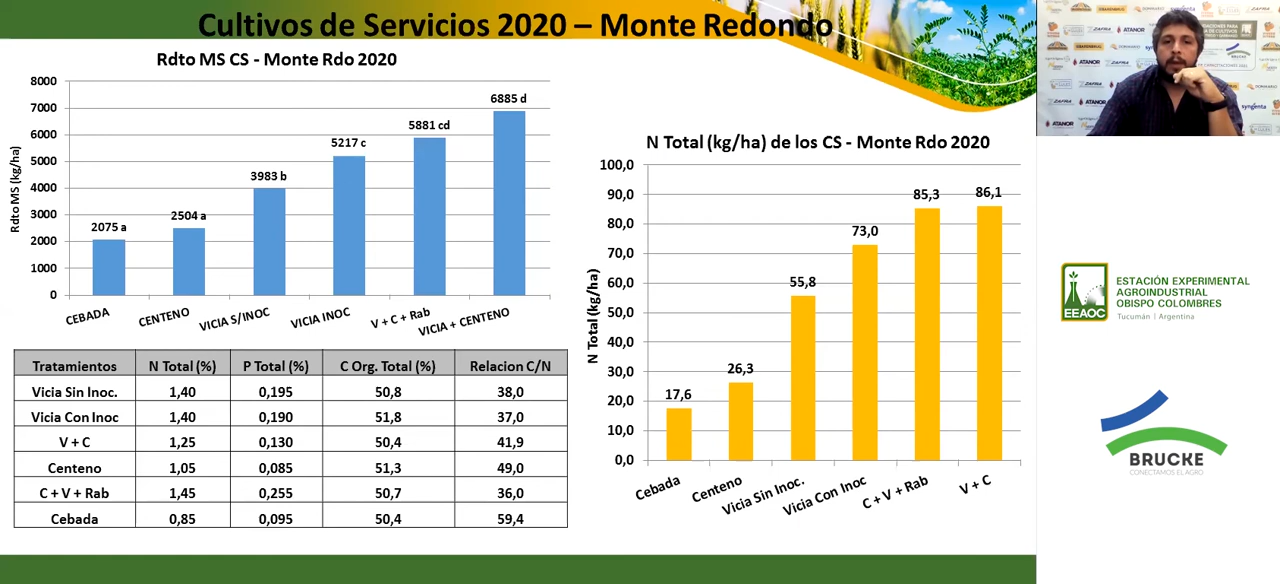 Cultivos de Servicios 2020 – Monte Redondo
Rdto MS CS - Monte Rdo 2020
Rdto MS (kg/ha)
8000
7000
6000
5000
4000
3000
2000
1000
0
2075 a
2504 a
3983 b
5217 c
5881 cd
6885 d
CEBADA
CENTENO
VICIA S/INOC
VICIA INOC
V + C + Rab
VICIA + CENTENO
Tratamientos N Total (%) P Total (%) C Org. Total (%) Relacion C/N
Vicia Sin Inoc. 1,40 0,195 50,8 38,0
Vicia Con Inoc 1,40 0,190 51,8 37,0
V + C 1,25 0,130 50,4 41,9
Centeno 1,05 0,085 51,3 49,0
C + V + Rab 1,45 0,255 50,7 36,0
Cebada 0,85 0,095 50,4 59,4
N Total (kg/ha) de los CS - Monte Rdo 2020
N Total (kg/ha)
100,0
90,0
80,0
70,0
60,0
50,0
40,0
30,0
20,0
10,0
0,0
17,6
26,3
55,8
73,0
85,3
86,1
Cebada
Centeno
Vicia Sin Inoc.
Vicia Con Inoc
C + V + Rab
V + C
ZAFRA
ATANOR
syngenta
ATANOR
ZAFRA
ATANOR
syngenta
ATANOR
BRUCKE
EEAOC
ESTACIÓN EXPERIMENTAL
AGROINDUSTRIAL
OBISPO COLOMBRES
Tucumán | Argentina
BRUCKE
CONECTAMOS EL AGRO